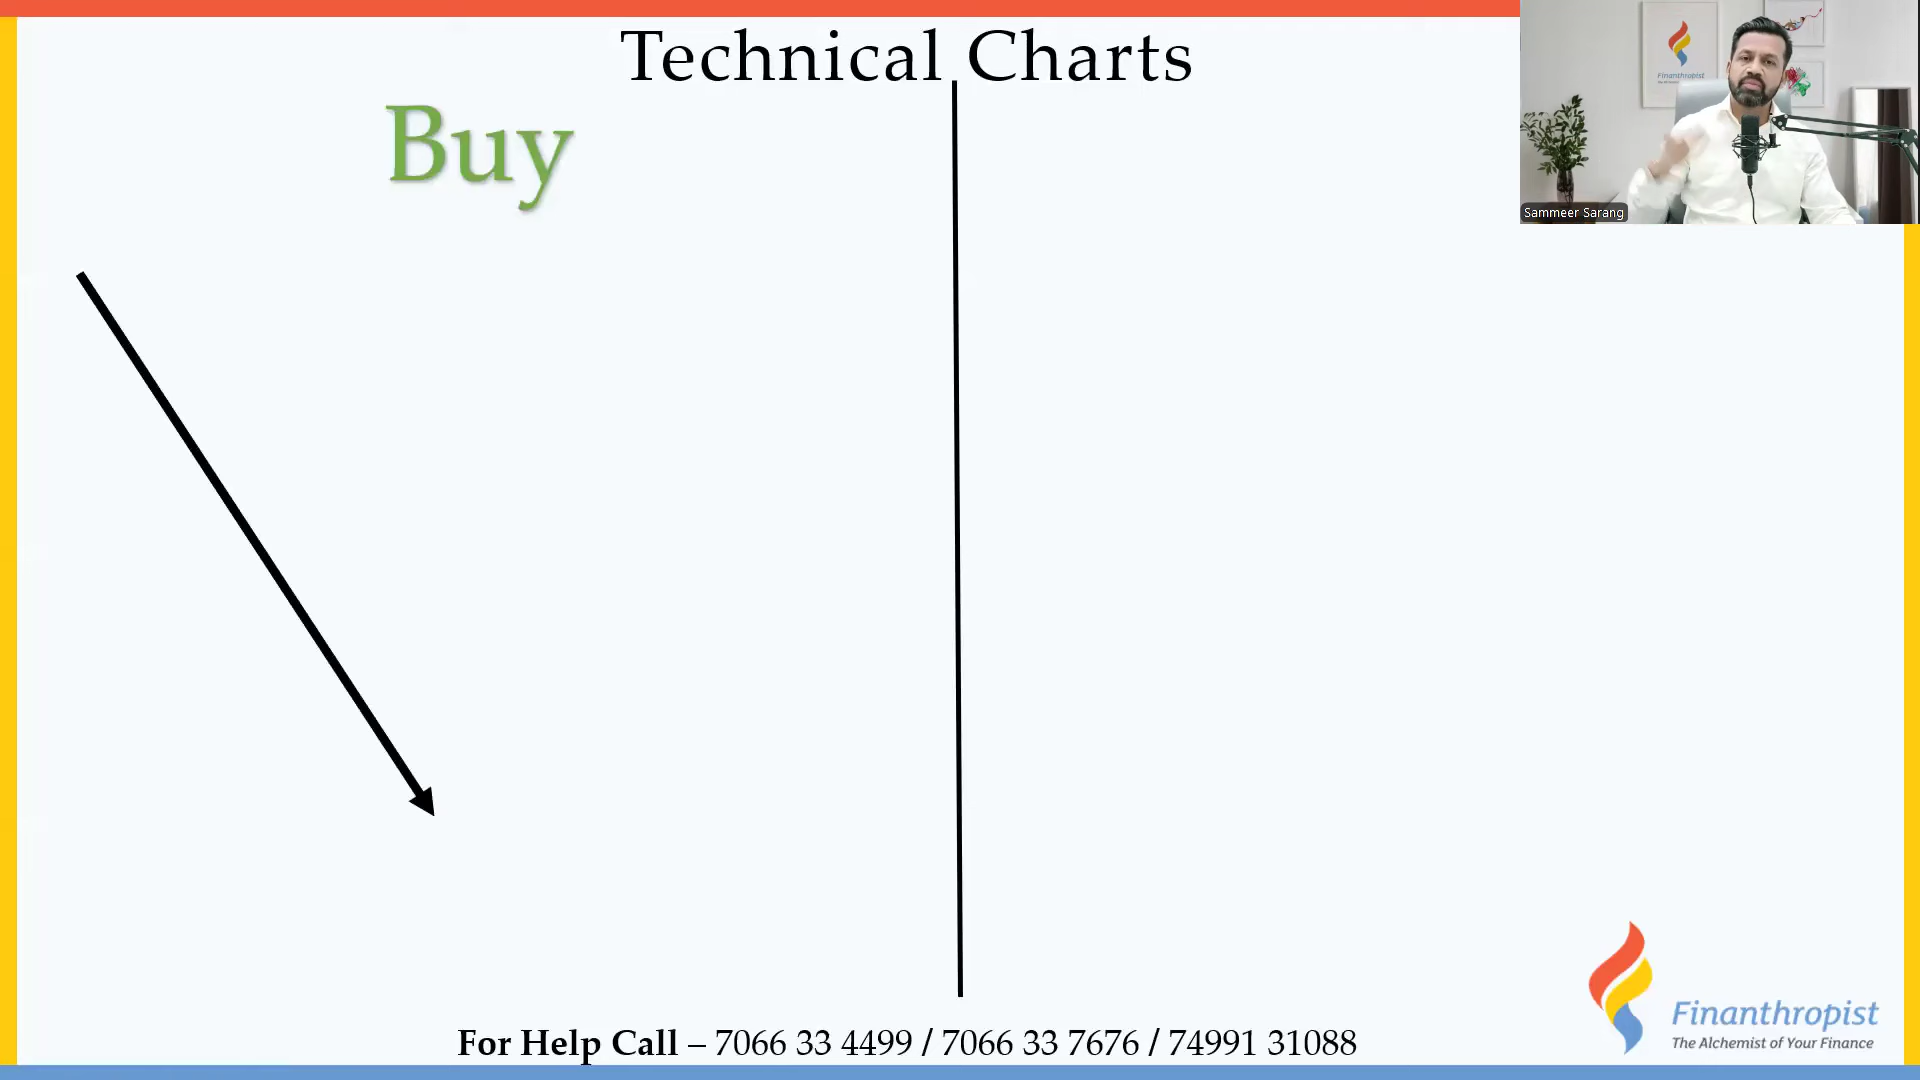 Technical Charts
Buy
Finanthropist
Sammeer Sarang
For Help Call – 7066 33 4499 / 7066 33 7676 / 74991 31088
Finanthropist
The Alchemist of Your Finance